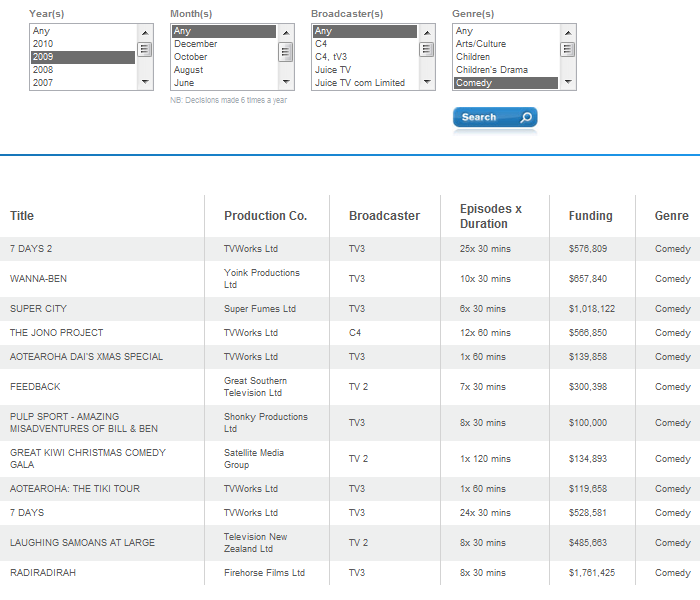 Year(s) Month(s) Broadcaster(s) Genre(s)
Any Any Any Any
2010 December C4 Arts/Culture
2009 October C4, tV3 Children
2008 August Juice TV Children's Drama
2007 June Juice TV com Limited Comedy
NB: Decisions made 6 times a year
Search
Title Production Co. Broadcaster Episodes x Duration Funding Genre
7 DAYS 2 TVWorks Ltd TV3 25x 30 mins $576,809 Comedy
WANNA-BEN Yoink Productions Ltd TV3 10x 30 mins $657,840 Comedy
SUPER CITY Super Fumes Ltd TV3 6x 30 mins $1,018,122 Comedy
THE JONO PROJECT TVWorks Ltd C4 12x 60 mins $566,850 Comedy
AOTEAROHA DAI'S XMAS SPECIAL TVWorks Ltd TV3 1x 60 mins $139,858 Comedy
FEEDBACK Great Southern Television Ltd TV 2 7x 30 mins $300,398 Comedy
PULP SPORT - AMAZING MISADVENTURES OF BILL & BEN Shonky Productions Ltd TV3 8x 30 mins $100,000 Comedy
GREAT KIWI CHRISTMAS COMEDY GALA Satellite Media Group TV 2 1x 120 mins $134,893 Comedy
AOTEAROHA: THE TIKI TOUR TVWorks Ltd TV3 1x 60 mins $119,658 Comedy
7 DAYS TVWorks Ltd TV3 24x 30 mins $528,581 Comedy
LAUGHING SAMOANS AT LARGE Television New Zealand Ltd TV 2 8x 30 mins $485,663 Comedy
RADIRADIRAH Firehorse Films Ltd TV3 8x 30 mins $1,761,425 Comedy